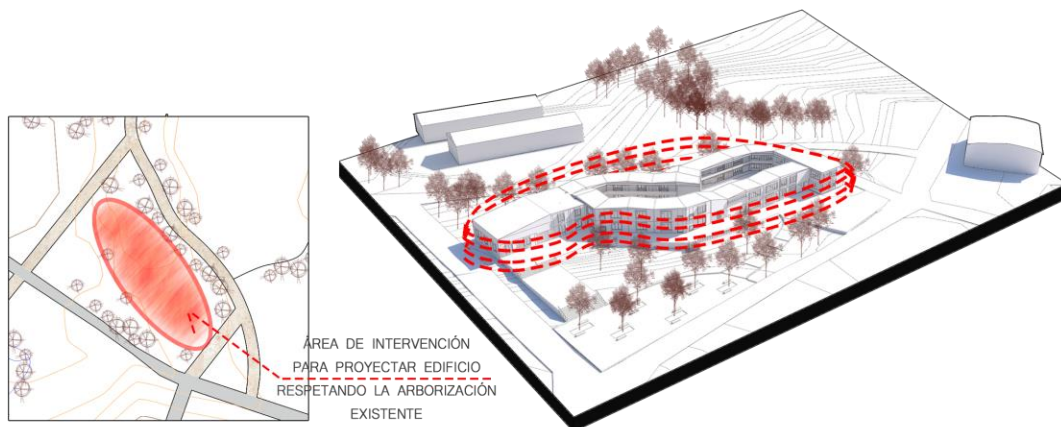 ÁREA DE INTERVENCIÓN
PARA PROYECTAR EDIFICIO
RESPETANDO LA ARBORIZACIÓN
EXISTENTE